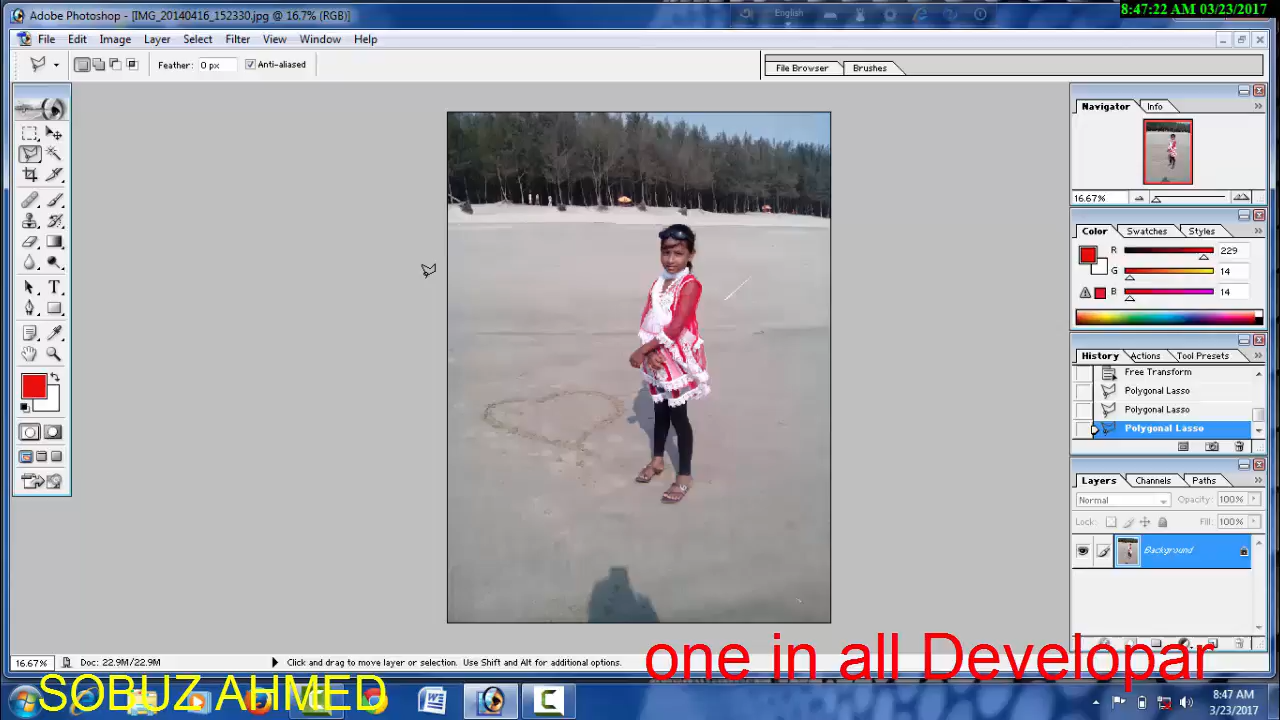 8:47:22 AM 03/23/2017
Adobe Photoshop - [IMG_20140416_152330.jpg @ 16.7% (RGB)]
English
File Edit Image Layer Select Filter View Window Help
Feather: 0 px Anti-aliased
File Browser Brushes
Navigator Info
16.67%
Color Swatches Styles
R 229
G 14
B 14
History Actions Tool Presets
Free Transform
Polygonal Lasso
Polygonal Lasso
Polygonal Lasso
Layers Channels Paths
Normal Opacity: 100%
Lock: Fill: 100%
Background
16.67% Doc: 22.9M/22.9M Click and drag to move layer or selection. Use Shift and Alt for additional options.
one in all Developar
SOBUZ AHMED
8:47 AM
3/23/2017